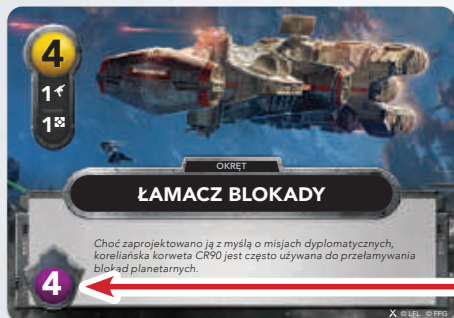 4
1
1
OKRĘT
ŁAMACZ BLOKADY
Choć zaprojektowano ją z myślą o misjach dyplomatycznych,
koreliańska korweta CR90 jest często używana do przełamywania
blokad planetarnych.
4
© LFL © FFG